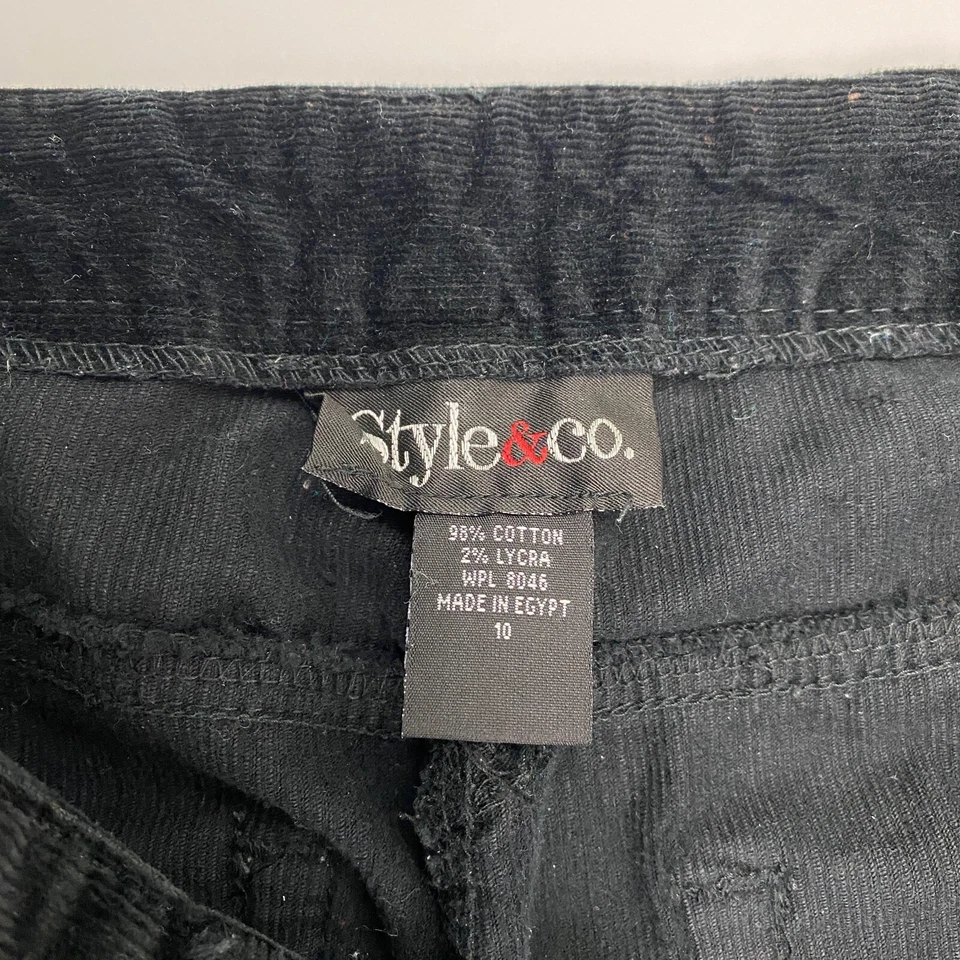 Style&co.
98% COTTON
2% LYCRA
WPL 8046
MADE IN EGYPT
10